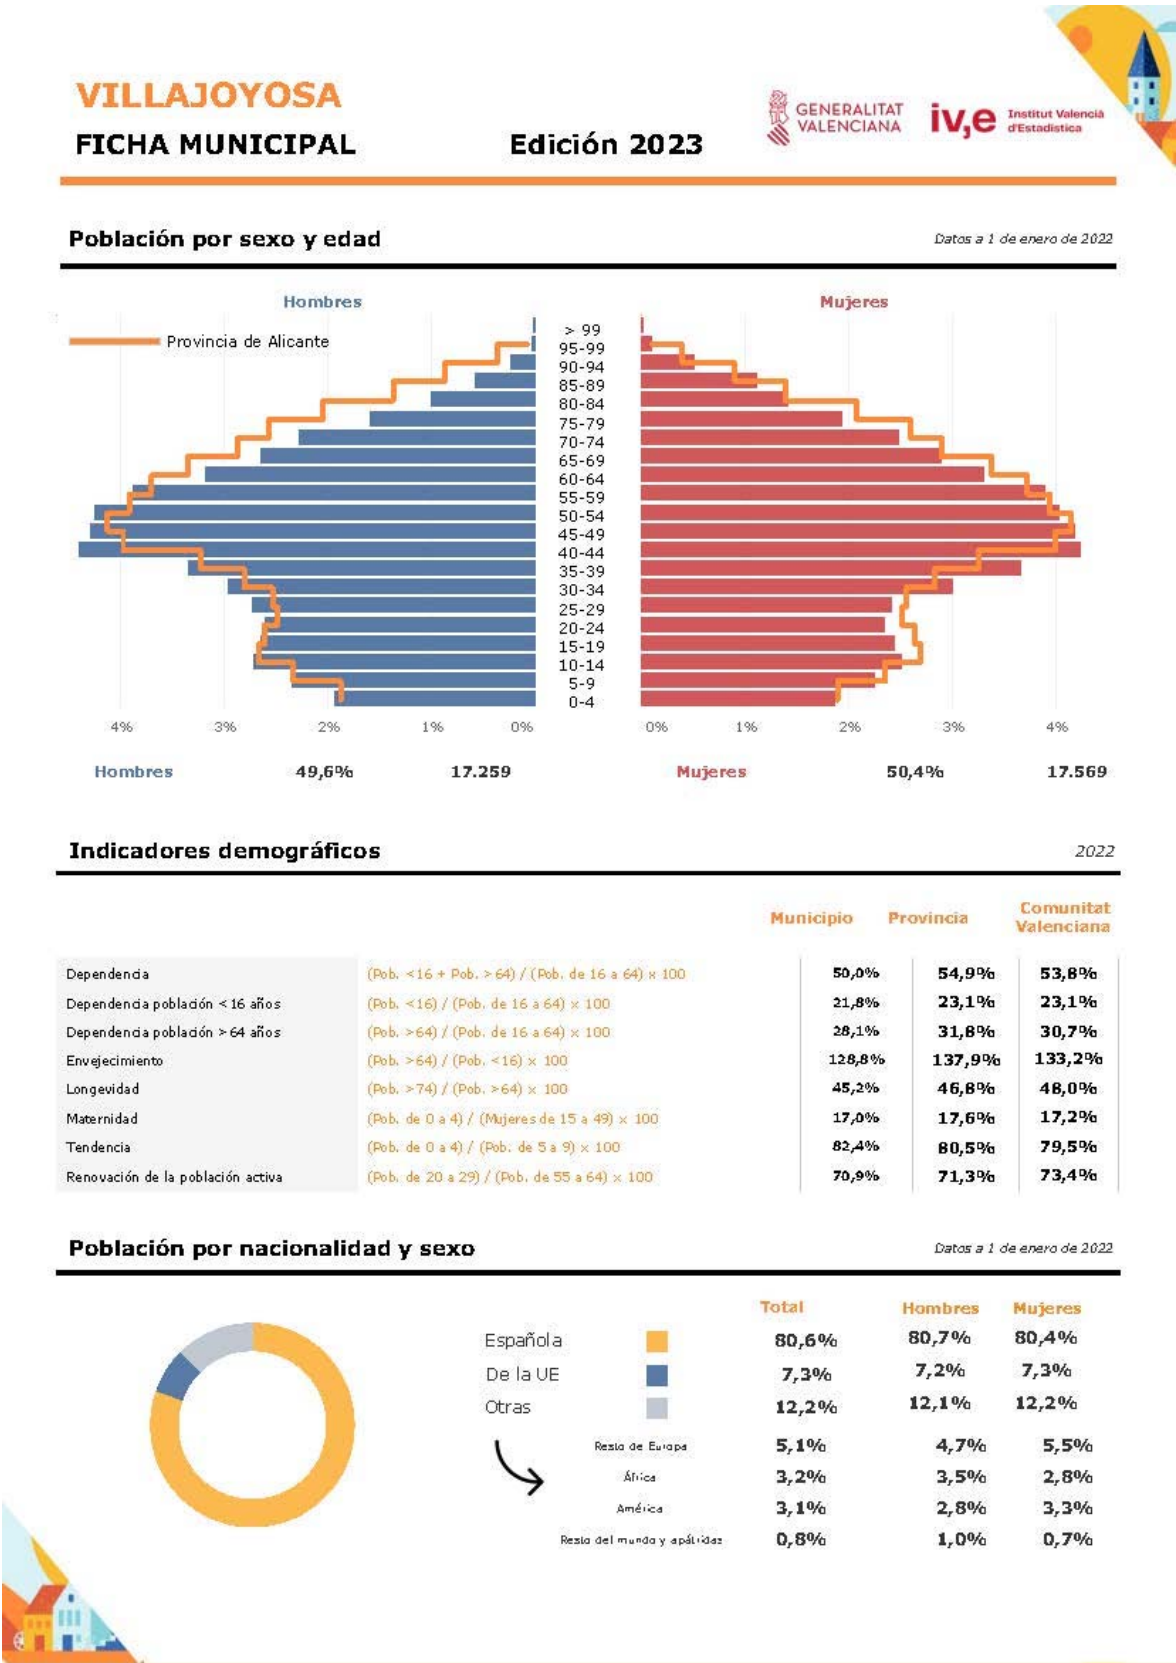 VILLAJOYOSA
FICHA MUNICIPAL Edición 2023
GENERALITAT VALENCIANA
iv,e Institut Valencià d'Estadística
Población por sexo y edad Datos a 1 de enero de 2022
Hombres Mujeres
Provincia de Alicante
> 99
95-99
90-94
85-89
80-84
75-79
70-74
65-69
60-64
55-59
50-54
45-49
40-44
35-39
30-34
25-29
20-24
15-19
10-14
5-9
0-4
4% 3% 2% 1% 0% 0% 1% 2% 3% 4%
Hombres 49,6% 17.259 Mujeres 50,4% 17.569
Indicadores demográficos 2022
Municipio Provincia Comunitat Valenciana
Dependencia (Pob. <16 + Pob. >64) / (Pob. de 16 a 64) x 100 50,0% 54,9% 53,8%
Dependencia población < 16 años (Pob. <16) / (Pob. de 16 a 64) x 100 21,8% 23,1% 23,1%
Dependencia población > 64 años (Pob. >64) / (Pob. de 16 a 64) x 100 28,1% 31,8% 30,7%
Envejecimiento (Pob. >64) / (Pob. <16) x 100 128,8% 137,9% 133,2%
Longevidad (Pob. >74) / (Pob. >64) x 100 45,2% 46,8% 48,0%
Maternidad (Pob. de 0 a 4) / (Mujeres de 15 a 49) x 100 17,0% 17,6% 17,2%
Tendencia (Pob. de 0 a 4) / (Pob. de 5 a 9) x 100 82,4% 80,5% 79,5%
Renovación de la población activa (Pob. de 20 a 29) / (Pob. de 55 a 64) x 100 70,9% 71,3% 73,4%
Población por nacionalidad y sexo Datos a 1 de enero de 2022
Total Hombres Mujeres
Española 80,6% 80,7% 80,4%
De la UE 7,3% 7,2% 7,3%
Otras 12,2% 12,1% 12,2%
Resto de Europa 5,1% 4,7% 5,5%
África 3,2% 3,5% 2,8%
América 3,1% 2,8% 3,3%
Resto del mundo y apátridas 0,8% 1,0% 0,7%